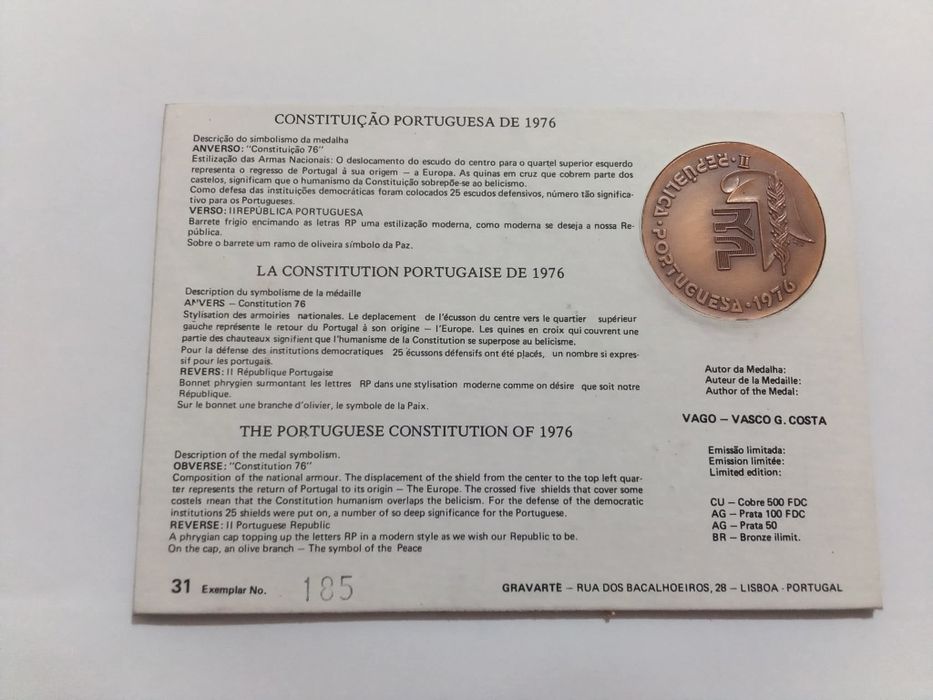 CONSTITUIÇÃO PORTUGUESA DE 1976
Descrição do simbolismo da medalha
ANVERSO: "Constituição 76"
Estilização das Armas Nacionais: O deslocamento do escudo do centro para o quartel superior esquerdo
representa o regresso de Portugal à sua origem — a Europa. As quinas em cruz que cobrem parte dos
castelos, significam que o humanismo da Constituição sobrepõe-se ao belicismo.
Como defesa das instituições democráticas foram colocados 25 escudos defensivos, número tão significa-
tivo para os Portugueses.
VERSO: II REPÚBLICA PORTUGUESA
Barrete frigio encimando as letras RP uma estilização moderna, como moderna se deseja a nossa Re-
pública.
Sobre o barrete um ramo de oliveira símbolo da Paz.
LA CONSTITUTION PORTUGAISE DE 1976
Description du symbolisme de la médaille
ANVERS — Constitution 76
Stylisation des armoiries nationales. Le deplacement de l'écusson du centre vers le quartier supérieur
gauche représente le retour du Portugal à son origine — l'Europe. Les quines en croix qui couvrent une
partie des chauteaux signifient que l'humanisme de la Constitution se superpose au belicisme.
Pour la défense des institutions democratiques 25 écussons défensifs ont été placés, un nombre si expres-
sif pour les portugais.
REVERS: II République Portugaise
Bonnet phrygien surmontant les lettres RP dans une stylisation moderne comme on désire que soit notre
République.
Sur le bonnet une branche d'olivier, le symbole de la Paix.
THE PORTUGUESE CONSTITUTION OF 1976
Description of the medal symbolism.
OBVERSE: "Constitution 76"
Composition of the national armour. The displacement of the shield from the center to the top left quar-
ter represents the return of Portugal to its origin — The Europe. The crossed five shields that cover some
costels mean that the Constitution humanism overlaps the belicism. For the defense of the democratic
institutions 25 shields were put on, a number of so deep significance for the Portuguese.
REVERSE: II Portuguese Republic
A phrygian cap topping up the letters RP in a modern style as we wish our Republic to be.
On the cap, an olive branch — The symbol of the Peace
31 Exemplar No. 185
II · REPUBLICA · PORTUGUESA · 1976
RP
Autor da Medalha:
Auteur de la Medaille:
Author of the Medal:
VAGO — VASCO G. COSTA
Emissão limitada:
Emission limitée:
Limited edition:
CU — Cobre 500 FDC
AG — Prata 100 FDC
AG — Prata 50
BR — Bronze ilimit.
GRAVARTE — RUA DOS BACALHOEIROS, 28 — LISBOA - PORTUGAL